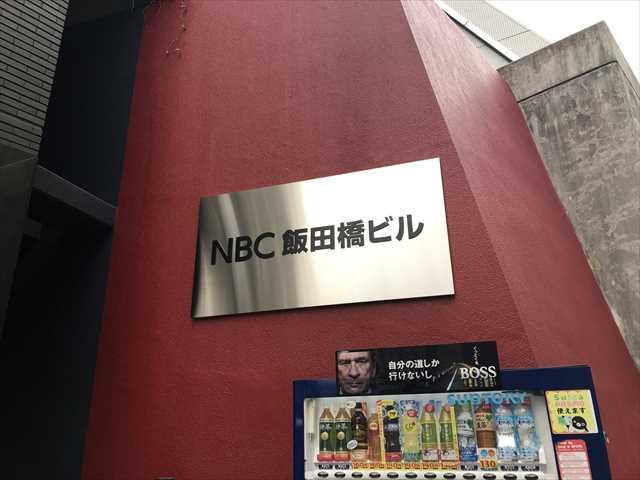 NBC 飯田橋ビル
自分の道しか
行けないし。
BOSS
SUNTORY
Suica
使えます
130